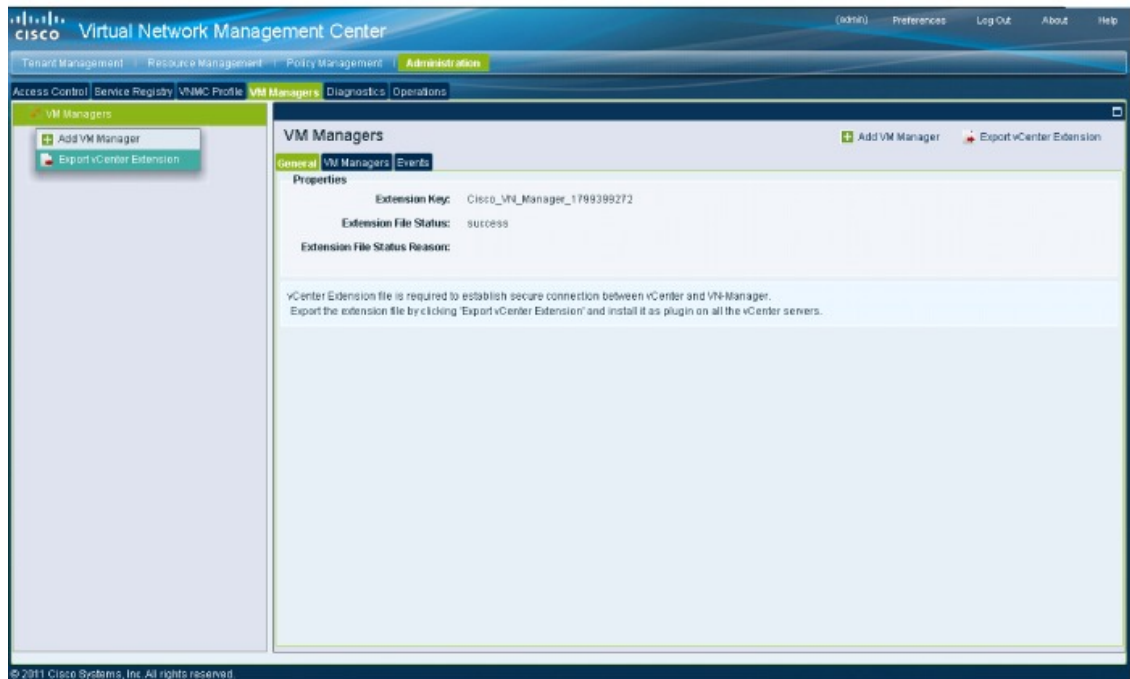 CISCO Virtual Network Management Center
(admin) Preferences Log Out About Help
Tenant Management | Resource Management | Policy Management | Administration
Access Control Service Registry VNMC Profile VM Managers Diagnostics Operations
VM Managers
Add VM Manager
Export vCenter Extension
VM Managers
Add VM Manager Export vCenter Extension
General VM Managers Events
Properties
Extension Key: Cisco_VN_Manager_1799399272
Extension File Status: success
Extension File Status Reason:
vCenter Extension file is required to establish secure connection between vCenter and VN-Manager.
Export the extension file by clicking 'Export vCenter Extension' and install it as plugin on all the vCenter servers.
© 2011 Cisco Systems, Inc. All rights reserved.